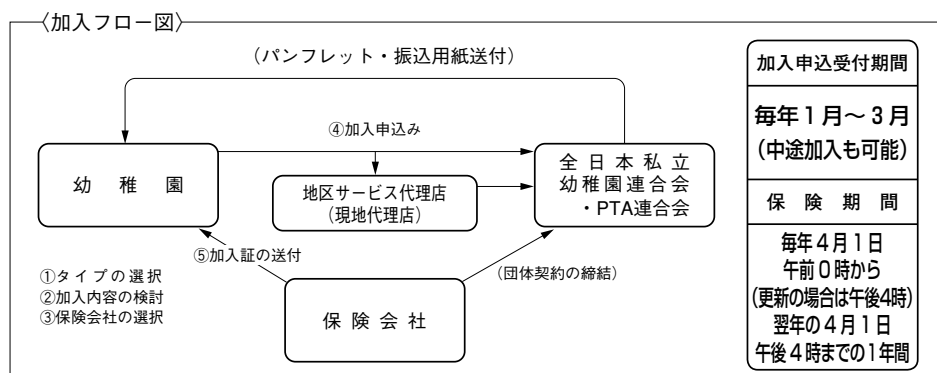 〈加入フロー図〉
(パンフレット・振込用紙送付)
④加入申込み
幼稚園
地区サービス代理店
(現地代理店)
全日本私立
幼稚園連合会
・PTA連合会
⑤加入証の送付
(団体契約の締結)
①タイプの選択
②加入内容の検討
③保険会社の選択
保険会社
加入申込受付期間
毎年1月～3月
(中途加入も可能)
保険期間
毎年4月1日
午前0時から
(更新の場合は午後4時)
翌年の4月1日
午後4時までの1年間